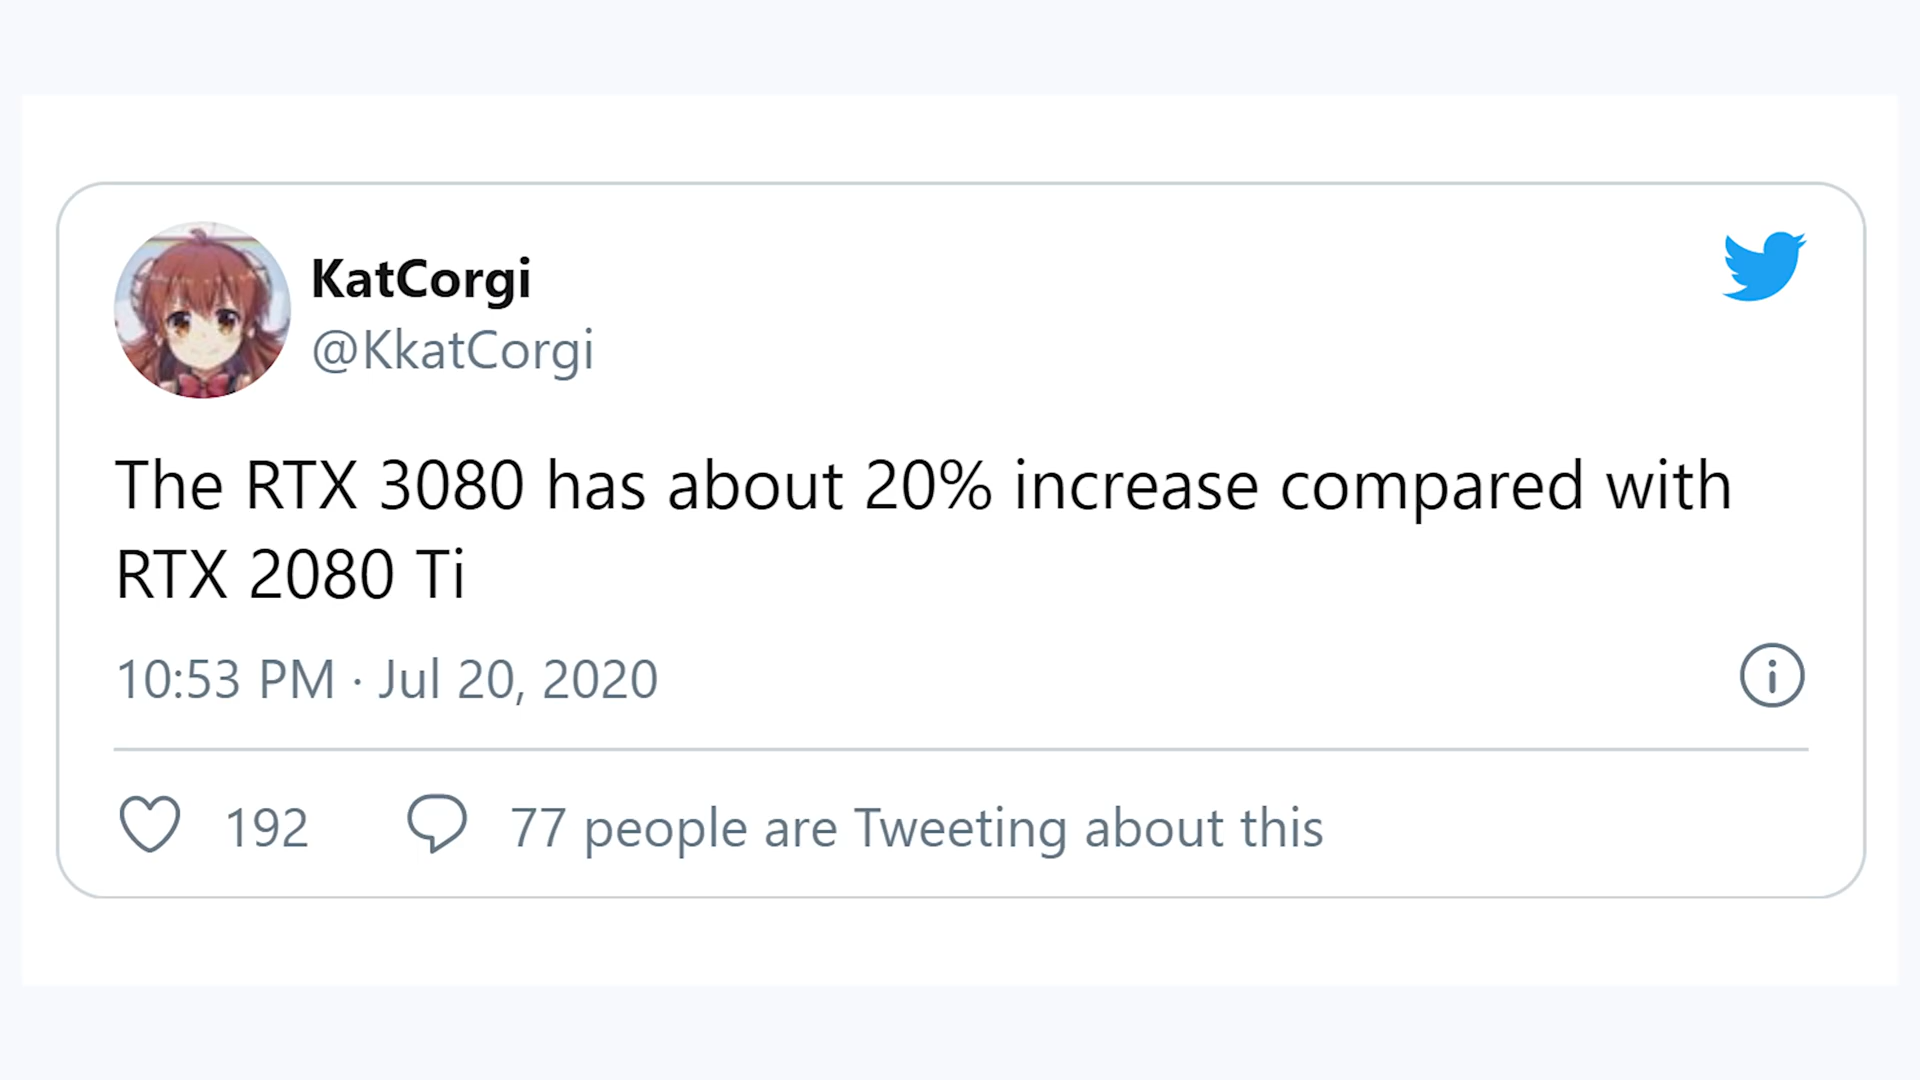 KatCorgi
@KkatCorgi
The RTX 3080 has about 20% increase compared with
RTX 2080 Ti
10:53 PM · Jul 20, 2020
192 77 people are Tweeting about this